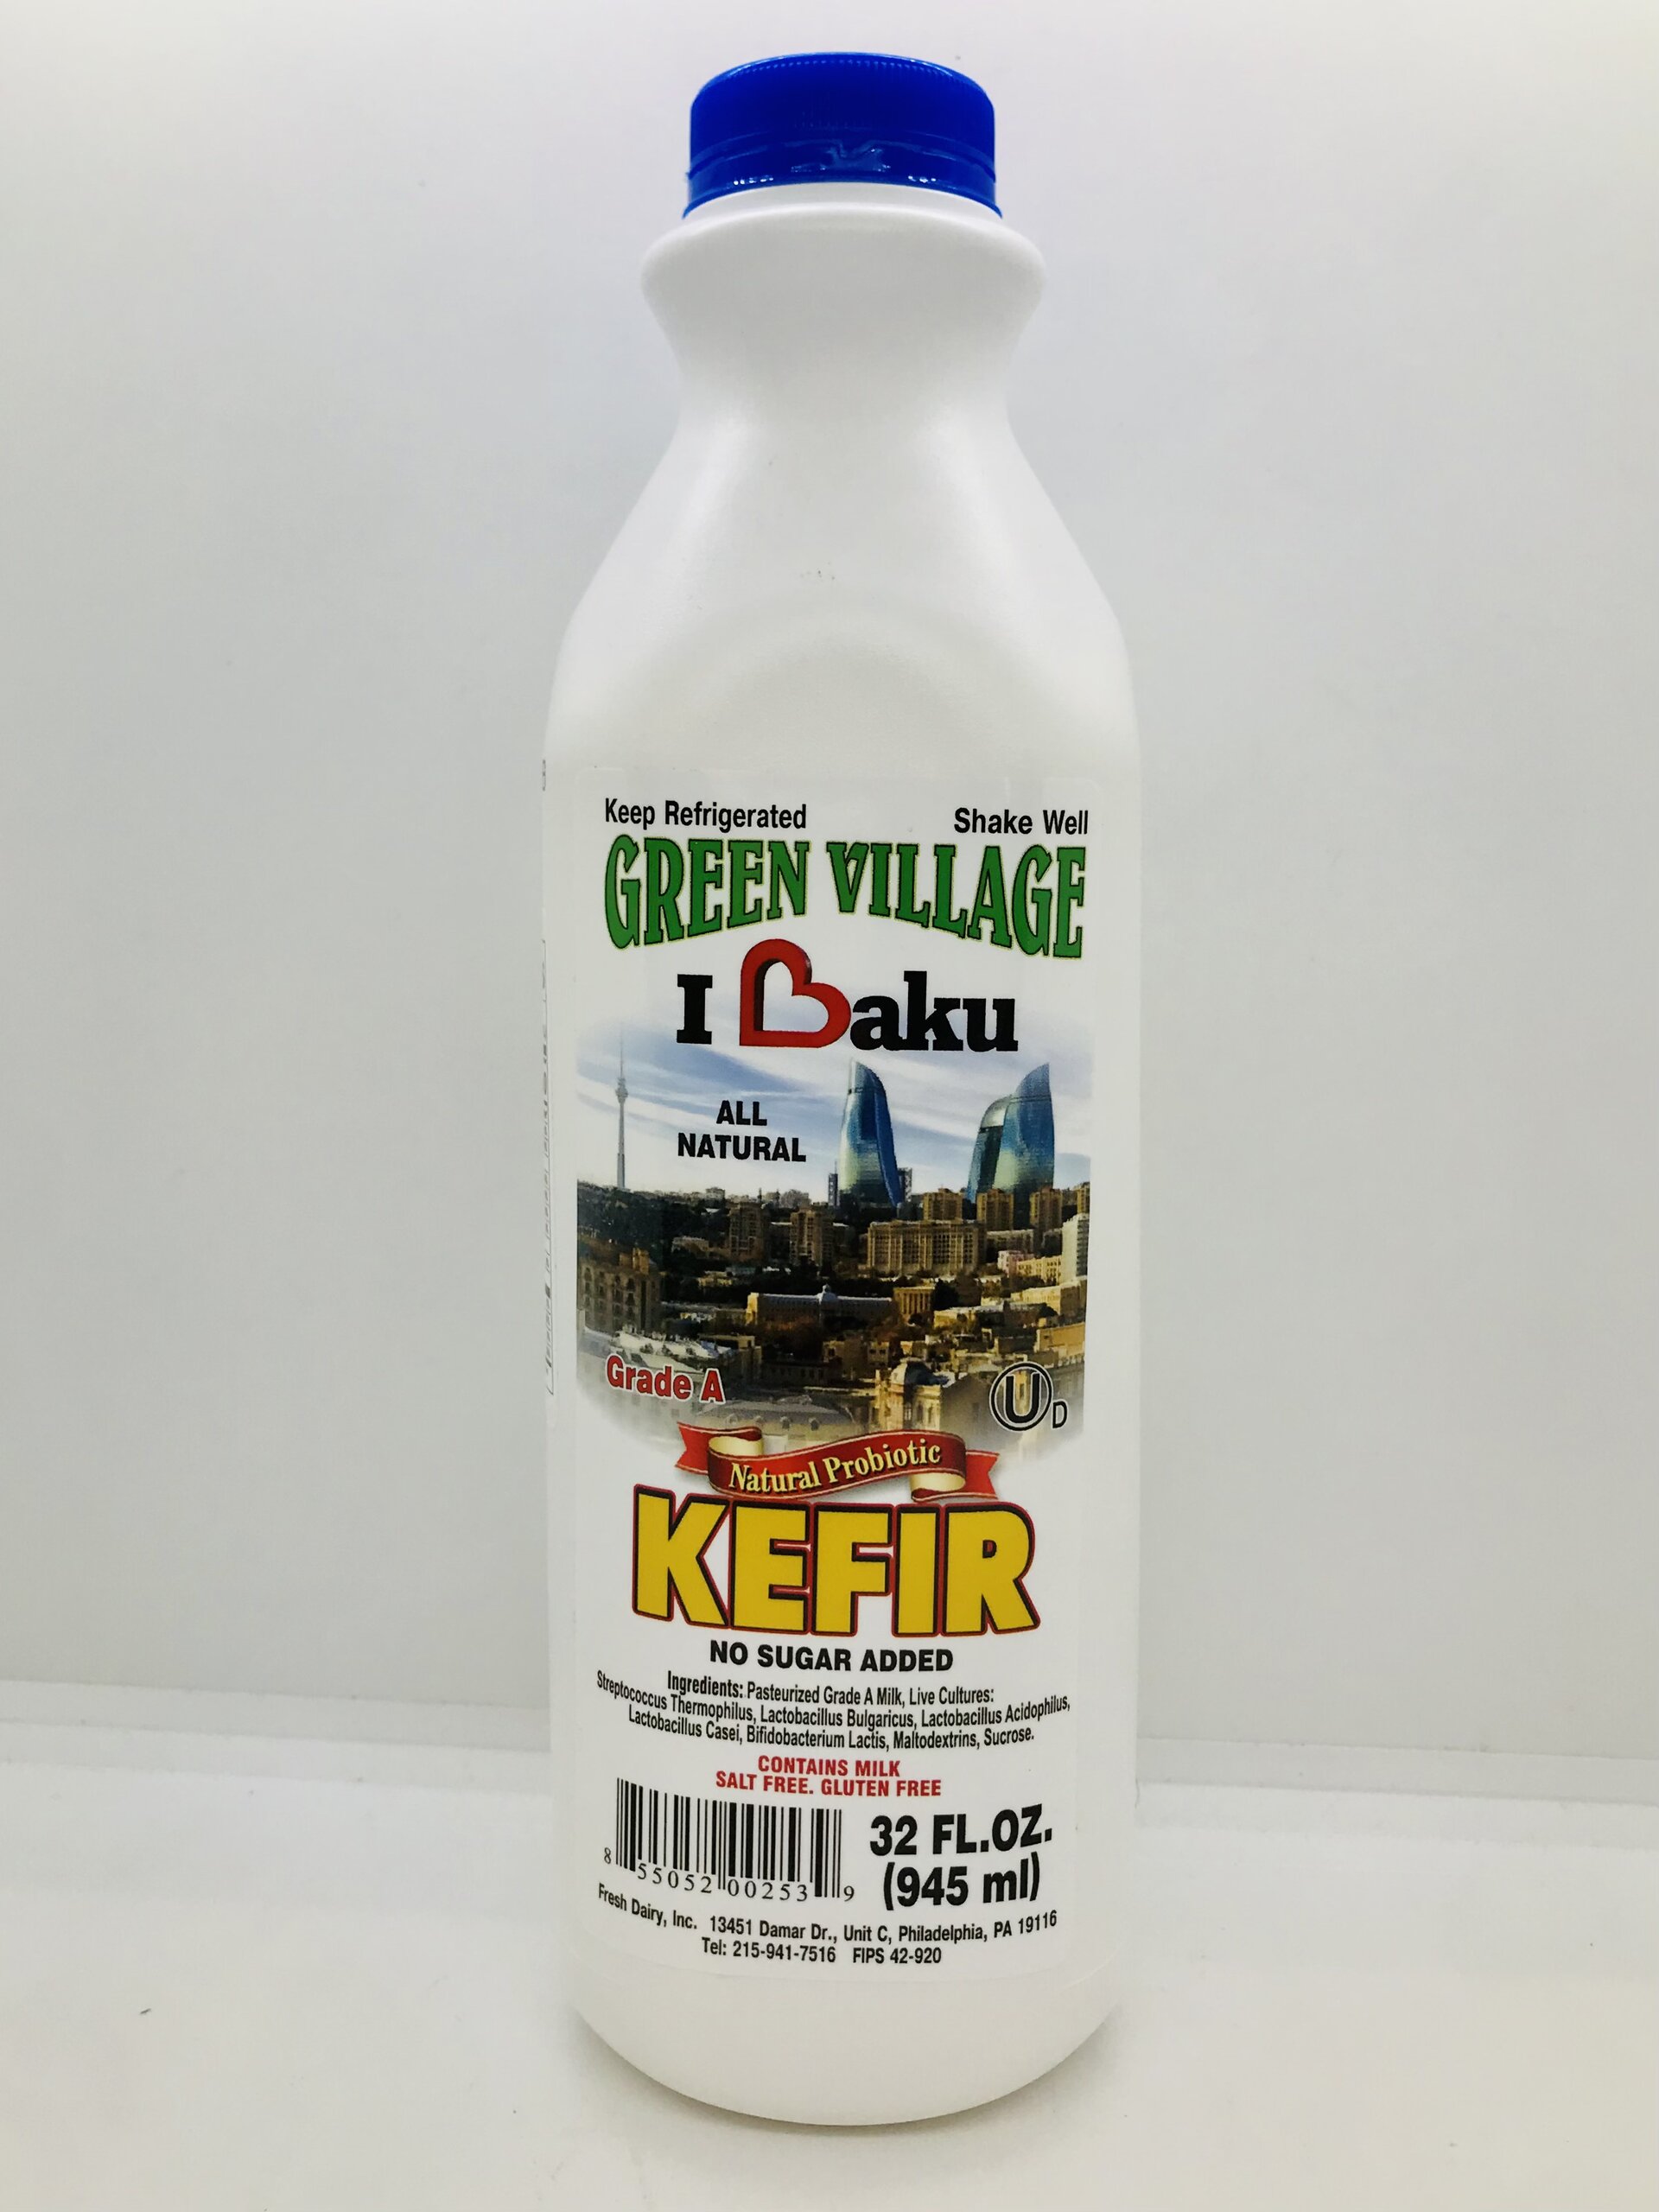 Keep Refrigerated Shake Well
GREEN VILLAGE
I Baku
ALL
NATURAL
Grade A
U D
Natural Probiotic
KEFIR
NO SUGAR ADDED
Ingredients: Pasteurized Grade A Milk, Live Cultures:
Streptococcus Thermophilus, Lactobacillus Bulgaricus, Lactobacillus Acidophilus,
Lactobacillus Casei, Bifidobacterium Lactis, Maltodextrins, Sucrose.
CONTAINS MILK
SALT FREE. GLUTEN FREE
8 55052 00253 9
32 FL.OZ.
(945 ml)
Fresh Dairy, Inc. 13451 Damar Dr., Unit C, Philadelphia, PA 19116
Tel: 215-941-7516 FIPS 42-920